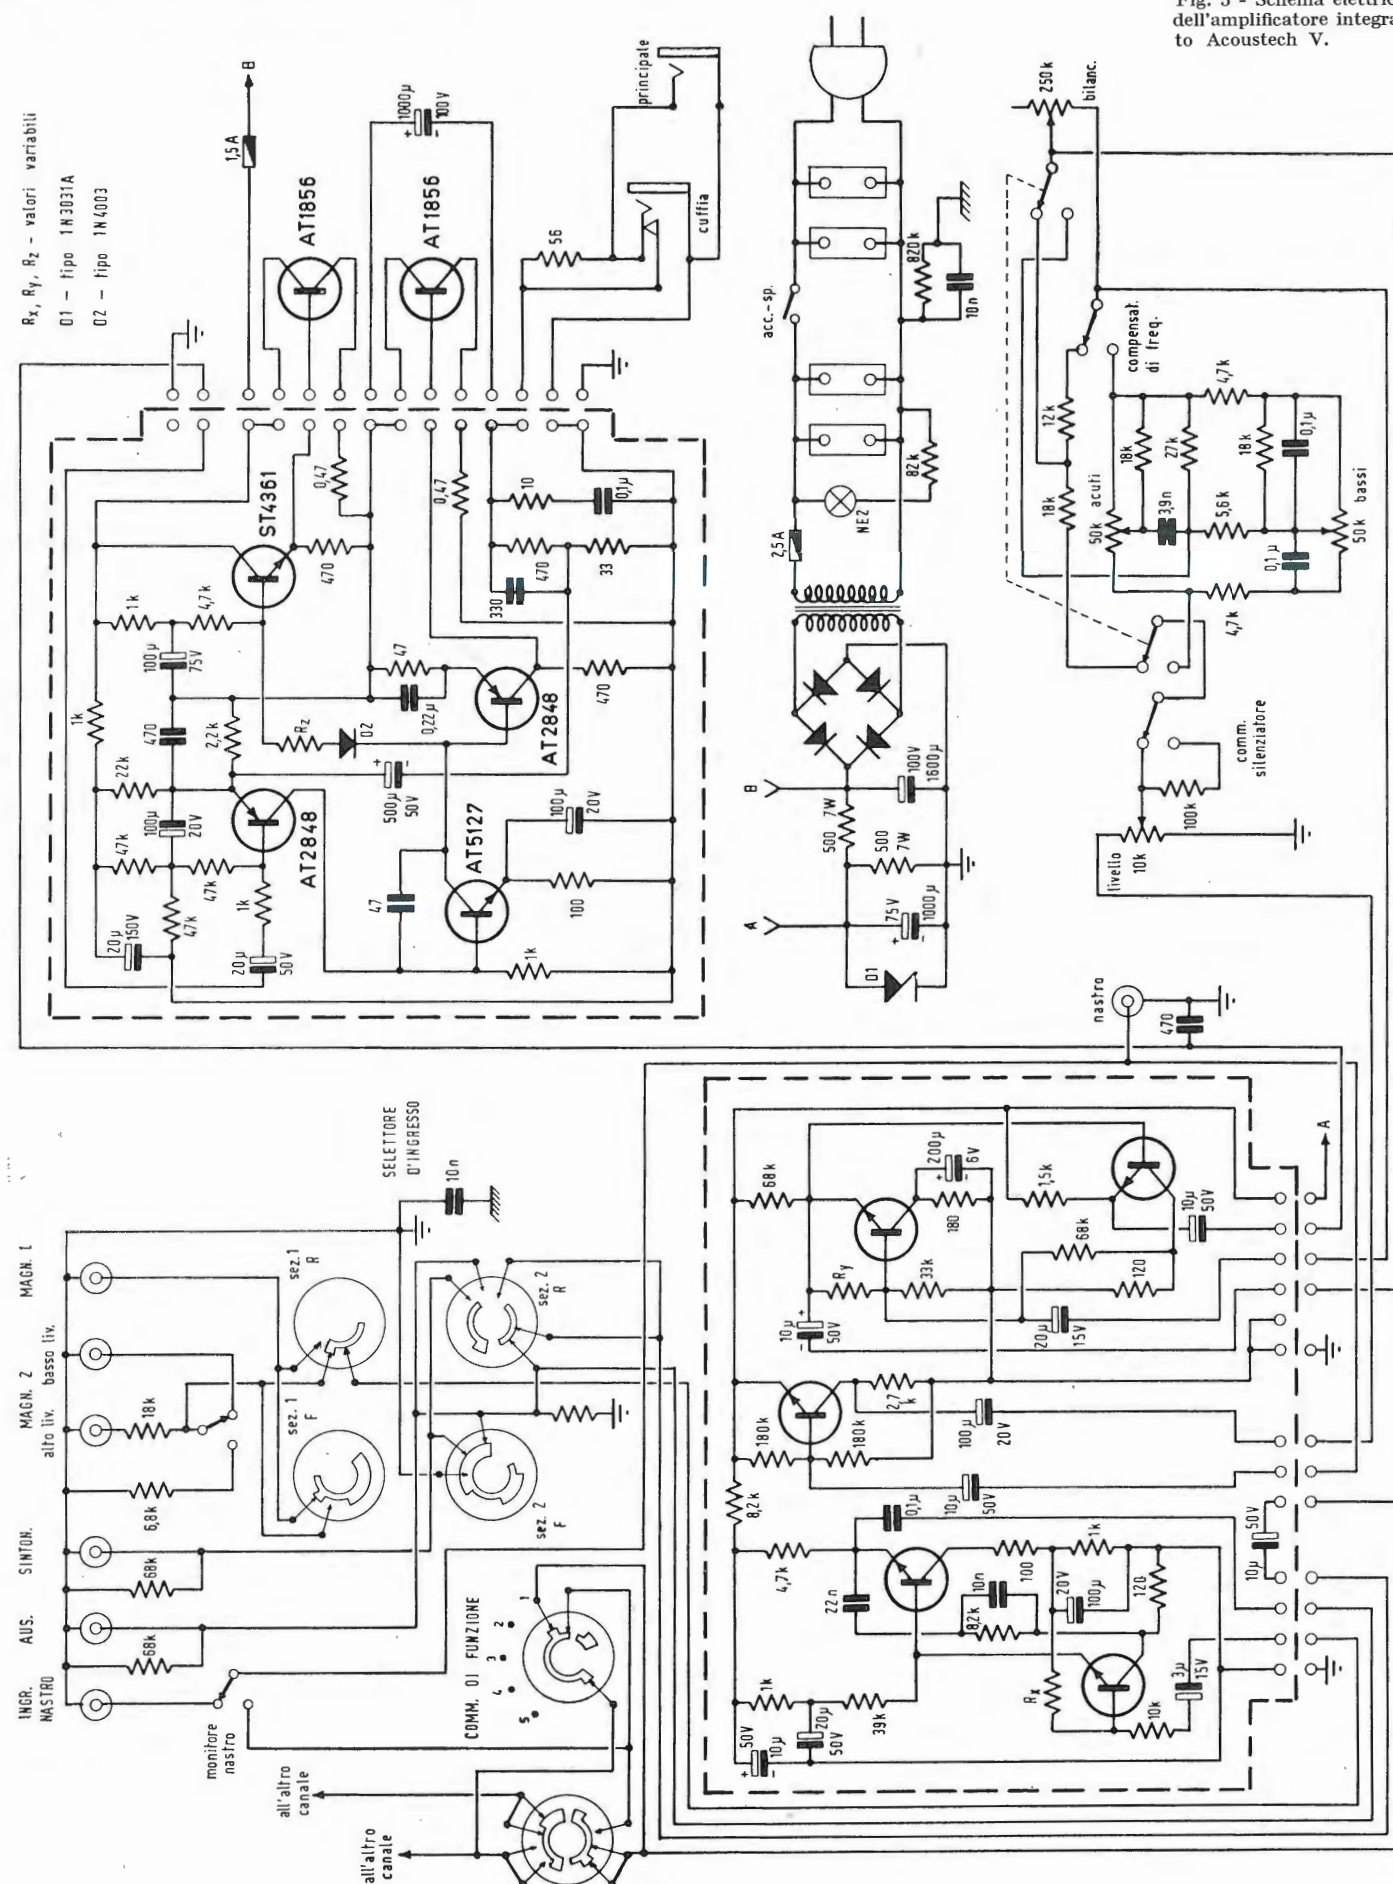 Fig. 5 - Schema elettri
dell'amplificatore integra
to Acoustech V.
Rx, Ry, Rz - valori variabili
D1 - tipo 1N3031A
D2 - tipo 1N4003
1,5A
B
AT1856
1000µ
100V
AT1856
principale
cuffia
56
ST4361
0,47
0,47
470
10
0,1µ
470
33
330
1k
4,7k
100µ
75V
1k
470
2,2k
22k
100µ
20V
47k
47k
AT2848
1k
47k
20µ
150V
20µ
50V
Rz
D2
0,22µ
47
AT2848
470
500µ
50V
47
AT5127
100µ
20V
100
1k
acc.-sp.
820k
10n
82k
NE2
2,5A
B
A
500
7W
500
7W
100V
1600µ
75V
1000µ
D1
250k
bilanc.
compensat.
di freq.
12k
18k
50k acuti
18k
27k
3,9n
5,6k
4,7k
18k
0,1µ
50k bassi
0,1µ
4,7k
comm.
silenziatore
100k
livello
10k
nastro
470
MAGN. 1
MAGN. 2
alto liv.
basso liv.
SINTON.
AUS.
INGR.
NASTRO
18k
6,8k
68k
68k
monitore
nastro
sez. 1
R
sez. 1
F
sez. 2
R
sez. 2
F
SELETTORE
D'INGRESSO
10n
COMM. DI FUNZIONE
1
2
3
4
5
all'altro
canale
all'altro
canale
68k
200µ
6V
180
Ry
33k
10µ
50V
1,5k
68k
10µ
50V
120
20µ
15V
A
180k
180k
2,7
k
100µ
20V
10µ
50V
8,2k
4,7k
22n
0,1µ
10n
8,2k
100
1k
20V
100µ
120
10µ
50V
1k
39k
50V
10µ
20µ
50V
Rx
10k
3µ
15V